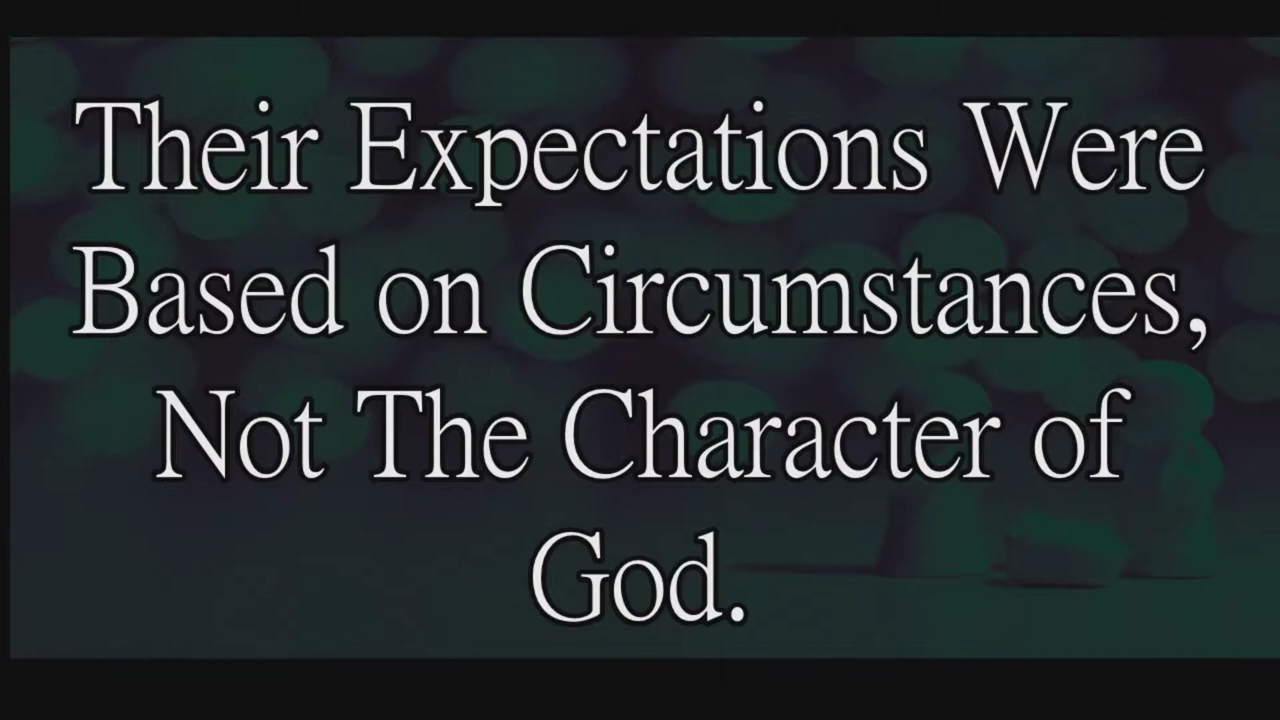 Their Expectations Were
Based on Circumstances,
Not The Character of
God.